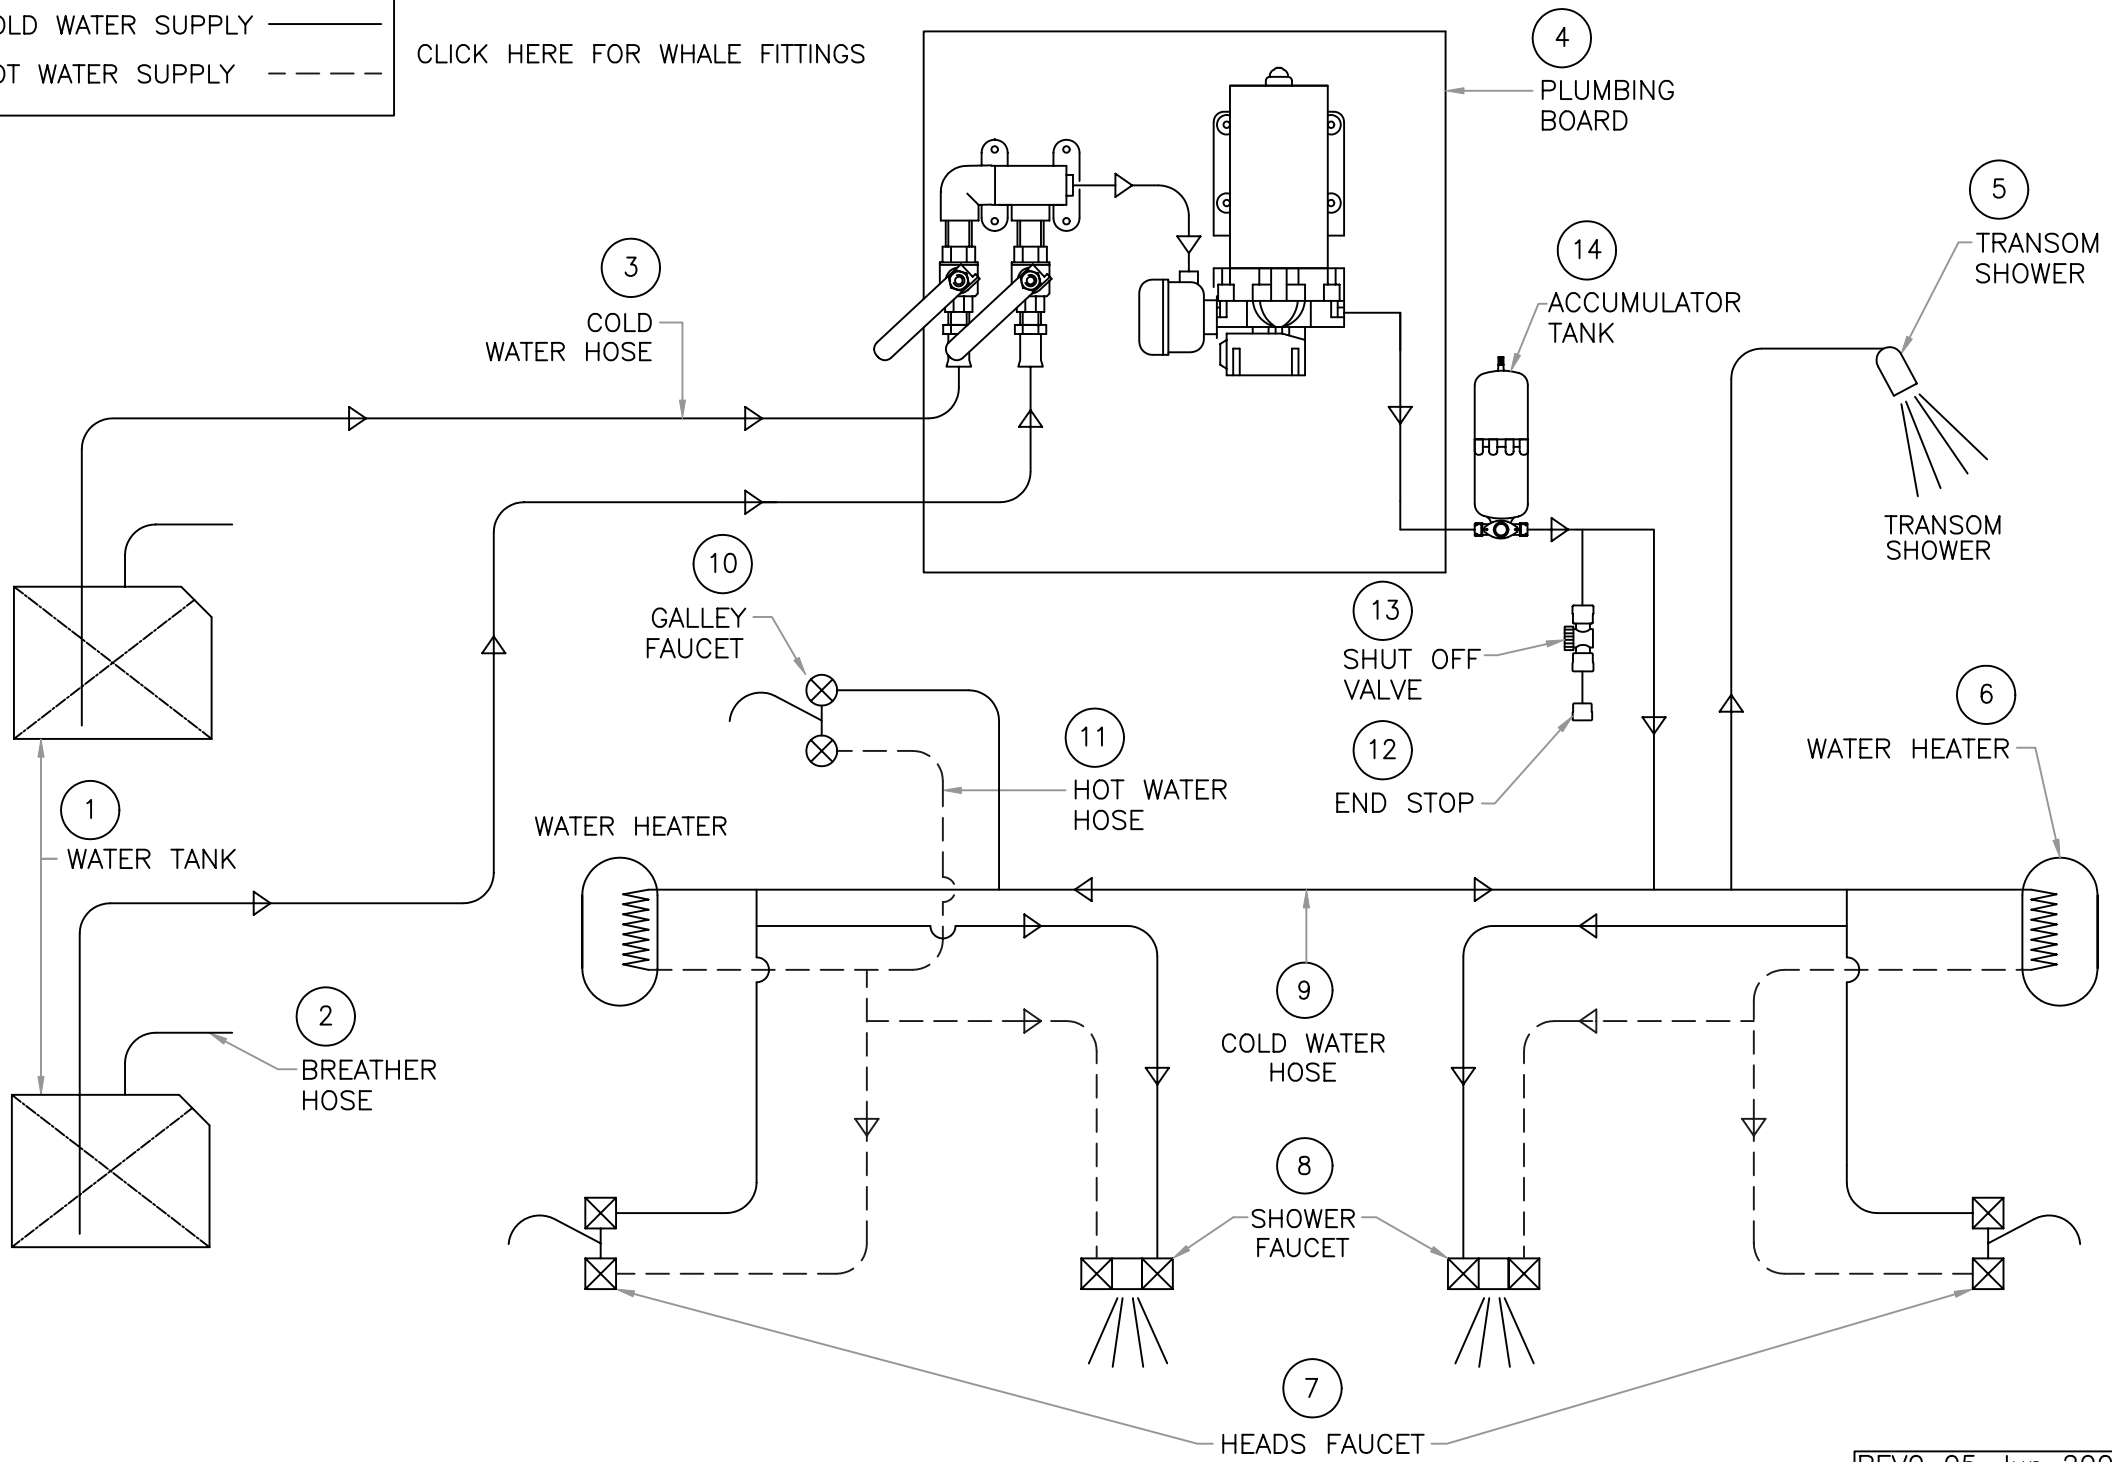 WATER SUPPLY
WATER SUPPLY
CLICK HERE FOR WHALE FITTINGS
4
PLUMBING
BOARD
5
TRANSOM
SHOWER
14
ACCUMULATOR
TANK
3
COLD
WATER HOSE
TRANSOM
SHOWER
10
GALLEY
FAUCET
13
SHUT OFF
VALVE
6
WATER HEATER
11
HOT WATER
HOSE
12
END STOP
1
WATER TANK
WATER HEATER
9
COLD WATER
HOSE
2
BREATHER
HOSE
8
SHOWER
FAUCET
7
HEADS FAUCET